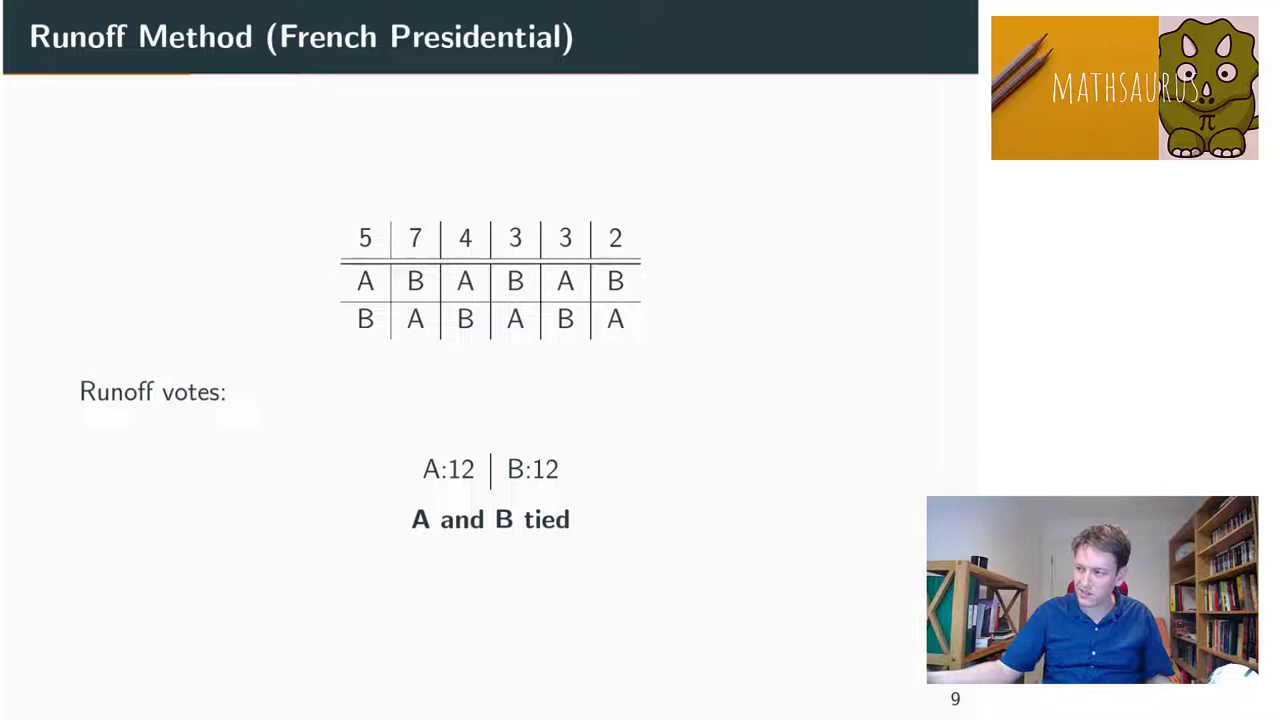 Runoff Method (French Presidential)
MATHSAURUS
π
5 7 4 3 3 2
A B A B A B
B A B A B A
Runoff votes:
A:12 B:12
A and B tied
9